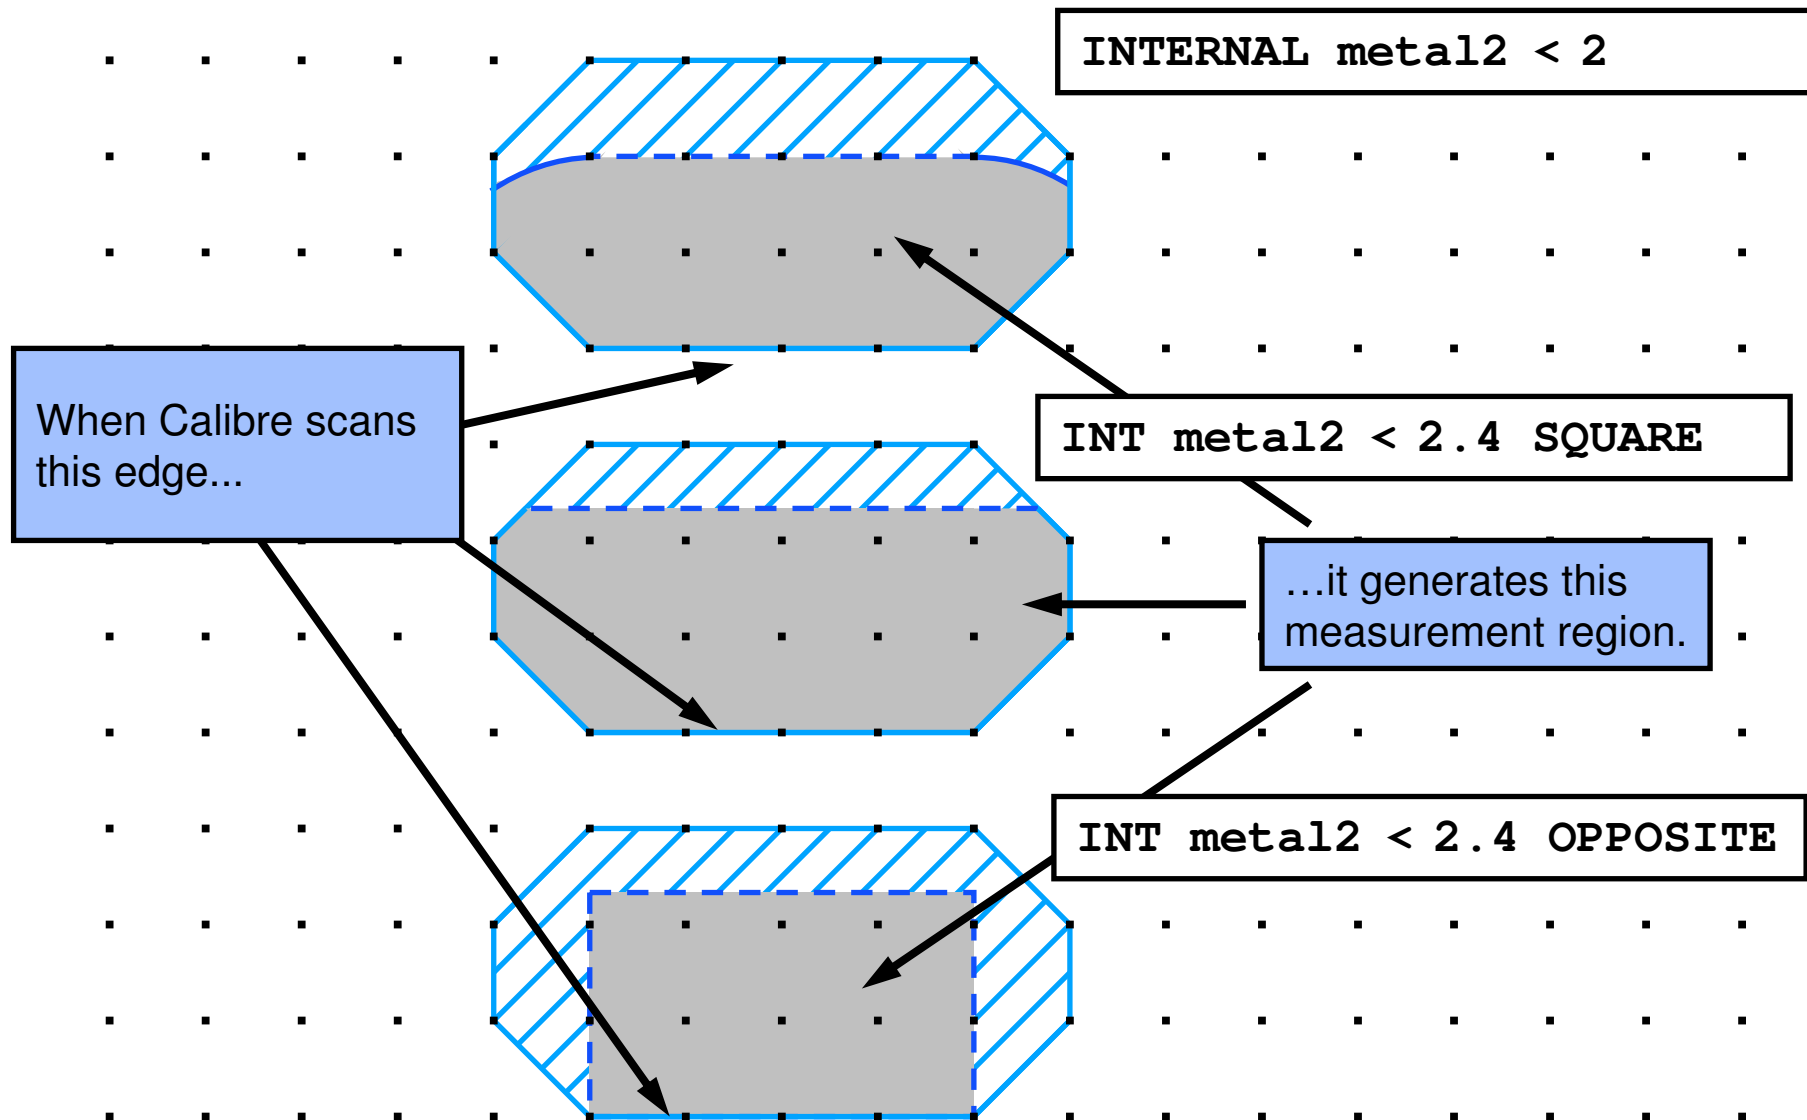 INTERNAL metal2 < 2
When Calibre scans
this edge...
INT metal2 < 2.4 SQUARE
…it generates this
measurement region.
INT metal2 < 2.4 OPPOSITE